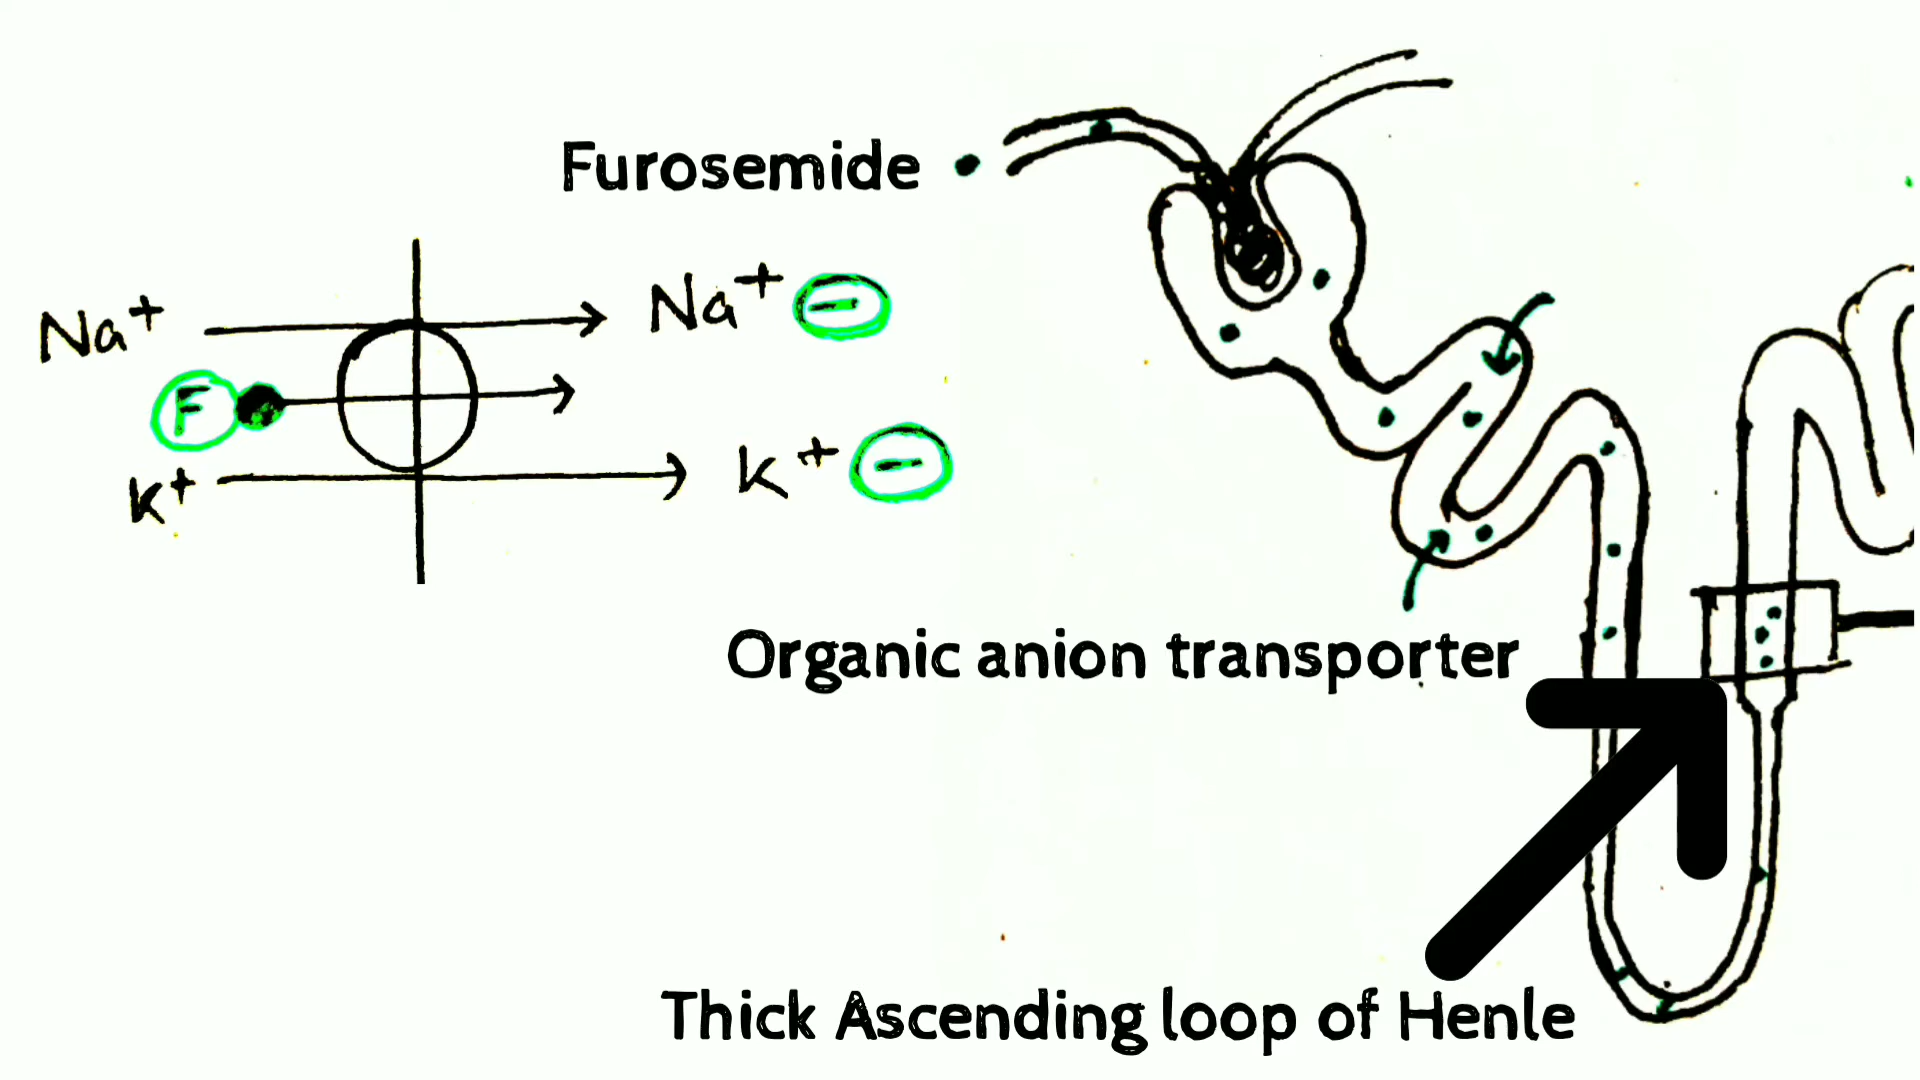 Furosemide
Na⁺ Na⁺ −
F
K⁺ K⁺ −
Organic anion transporter
Thick Ascending loop of Henle